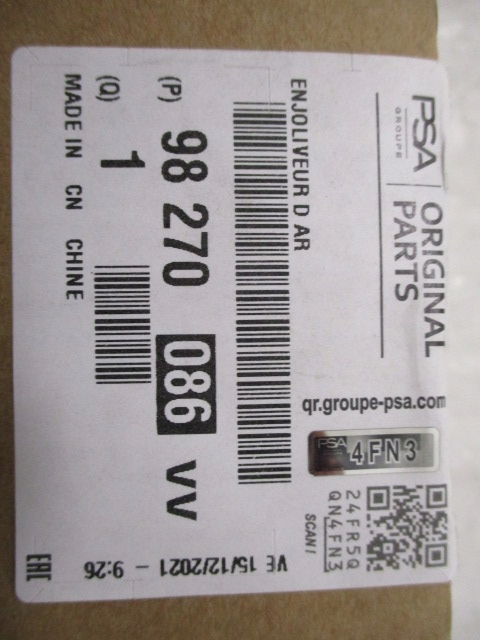 PSA
GROUPE
ORIGINAL
PARTS
ENJOLIVEUR D AR
(P) 98 270 086 VV
(Q) 1
MADE IN CN CHINE
qr.groupe-psa.com
PSA
4FN3
24FR5Q
QN4FN3
SCAN!
VE 15/12/2021 - 9:26
EAC